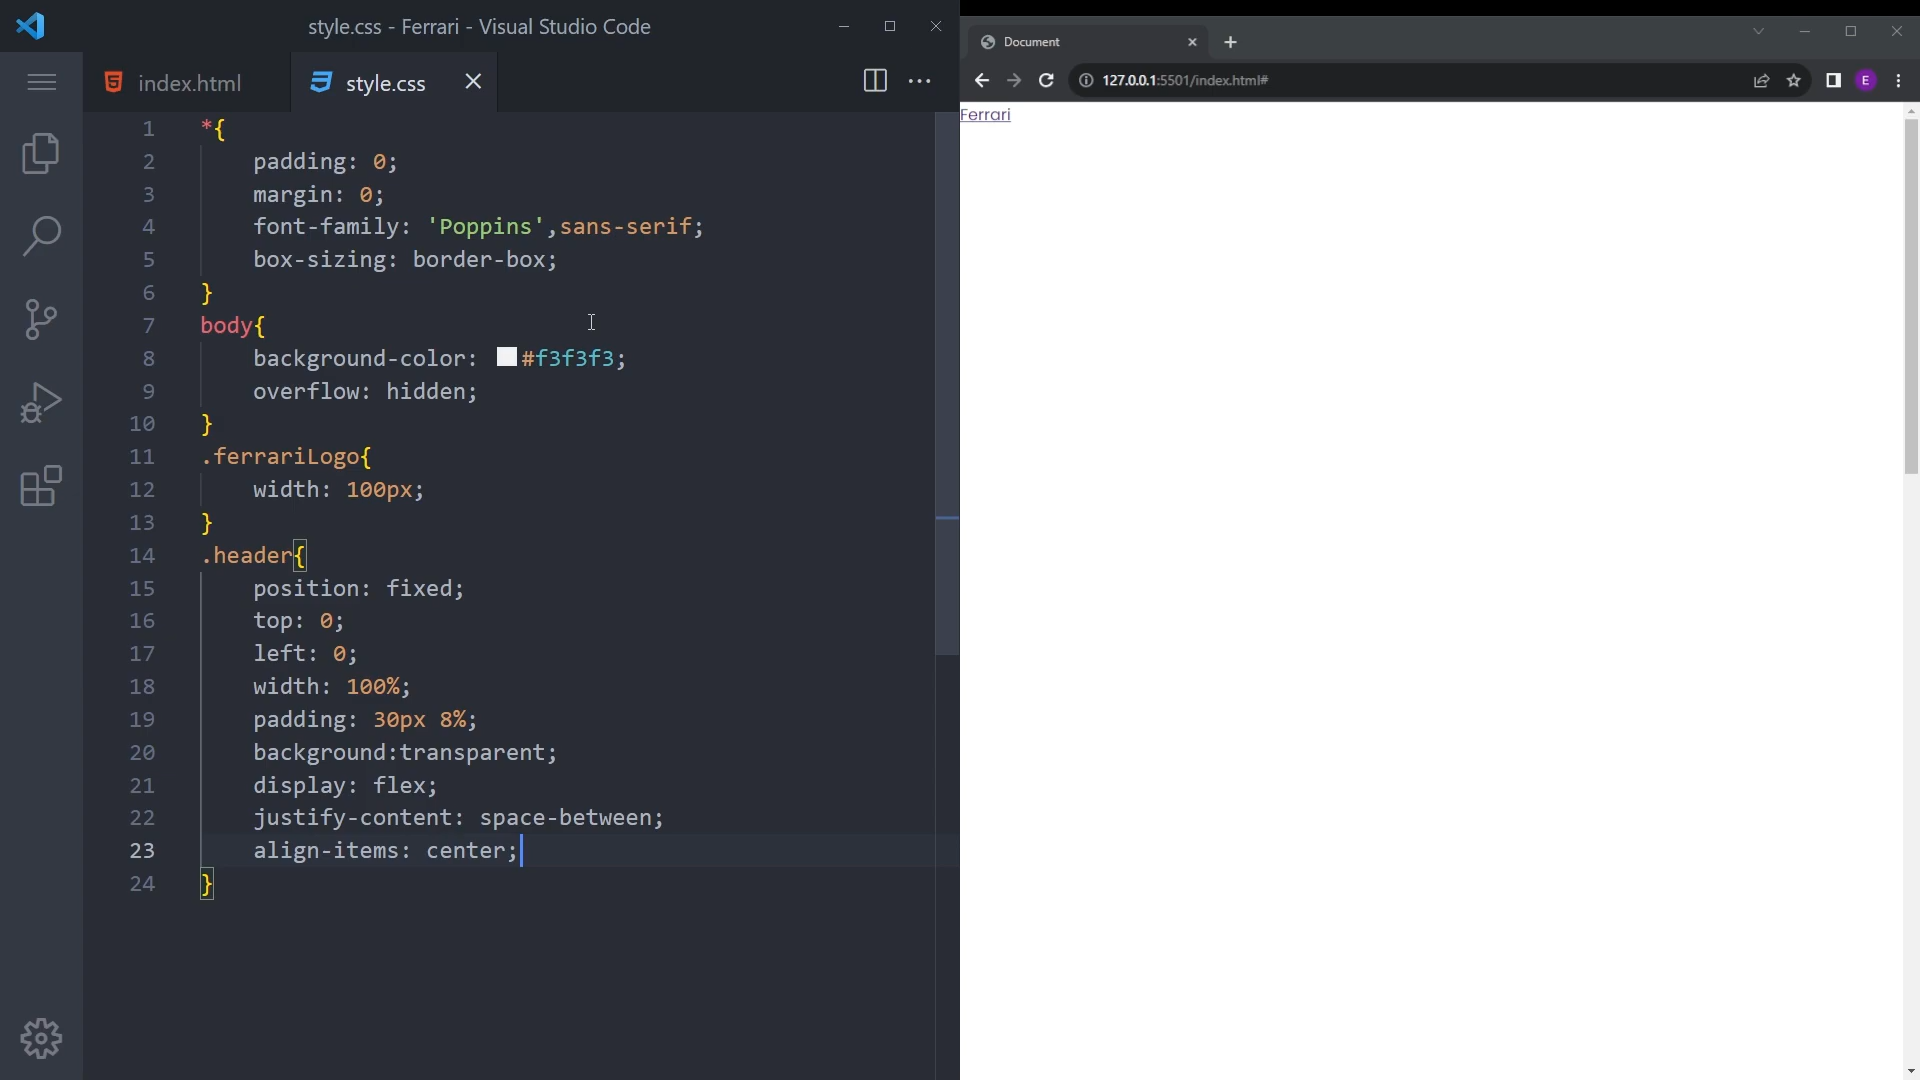 style.css - Ferrari - Visual Studio Code
index.html
style.css
1 *{
2 padding: 0;
3 margin: 0;
4 font-family: 'Poppins',sans-serif;
5 box-sizing: border-box;
6 }
7 body{
8 background-color: #f3f3f3;
9 overflow: hidden;
10 }
11 .ferrariLogo{
12 width: 100px;
13 }
14 .header{
15 position: fixed;
16 top: 0;
17 left: 0;
18 width: 100%;
19 padding: 30px 8%;
20 background:transparent;
21 display: flex;
22 justify-content: space-between;
23 align-items: center;
24 }
Document
127.0.0.1:5501/index.html#
E
Ferrari